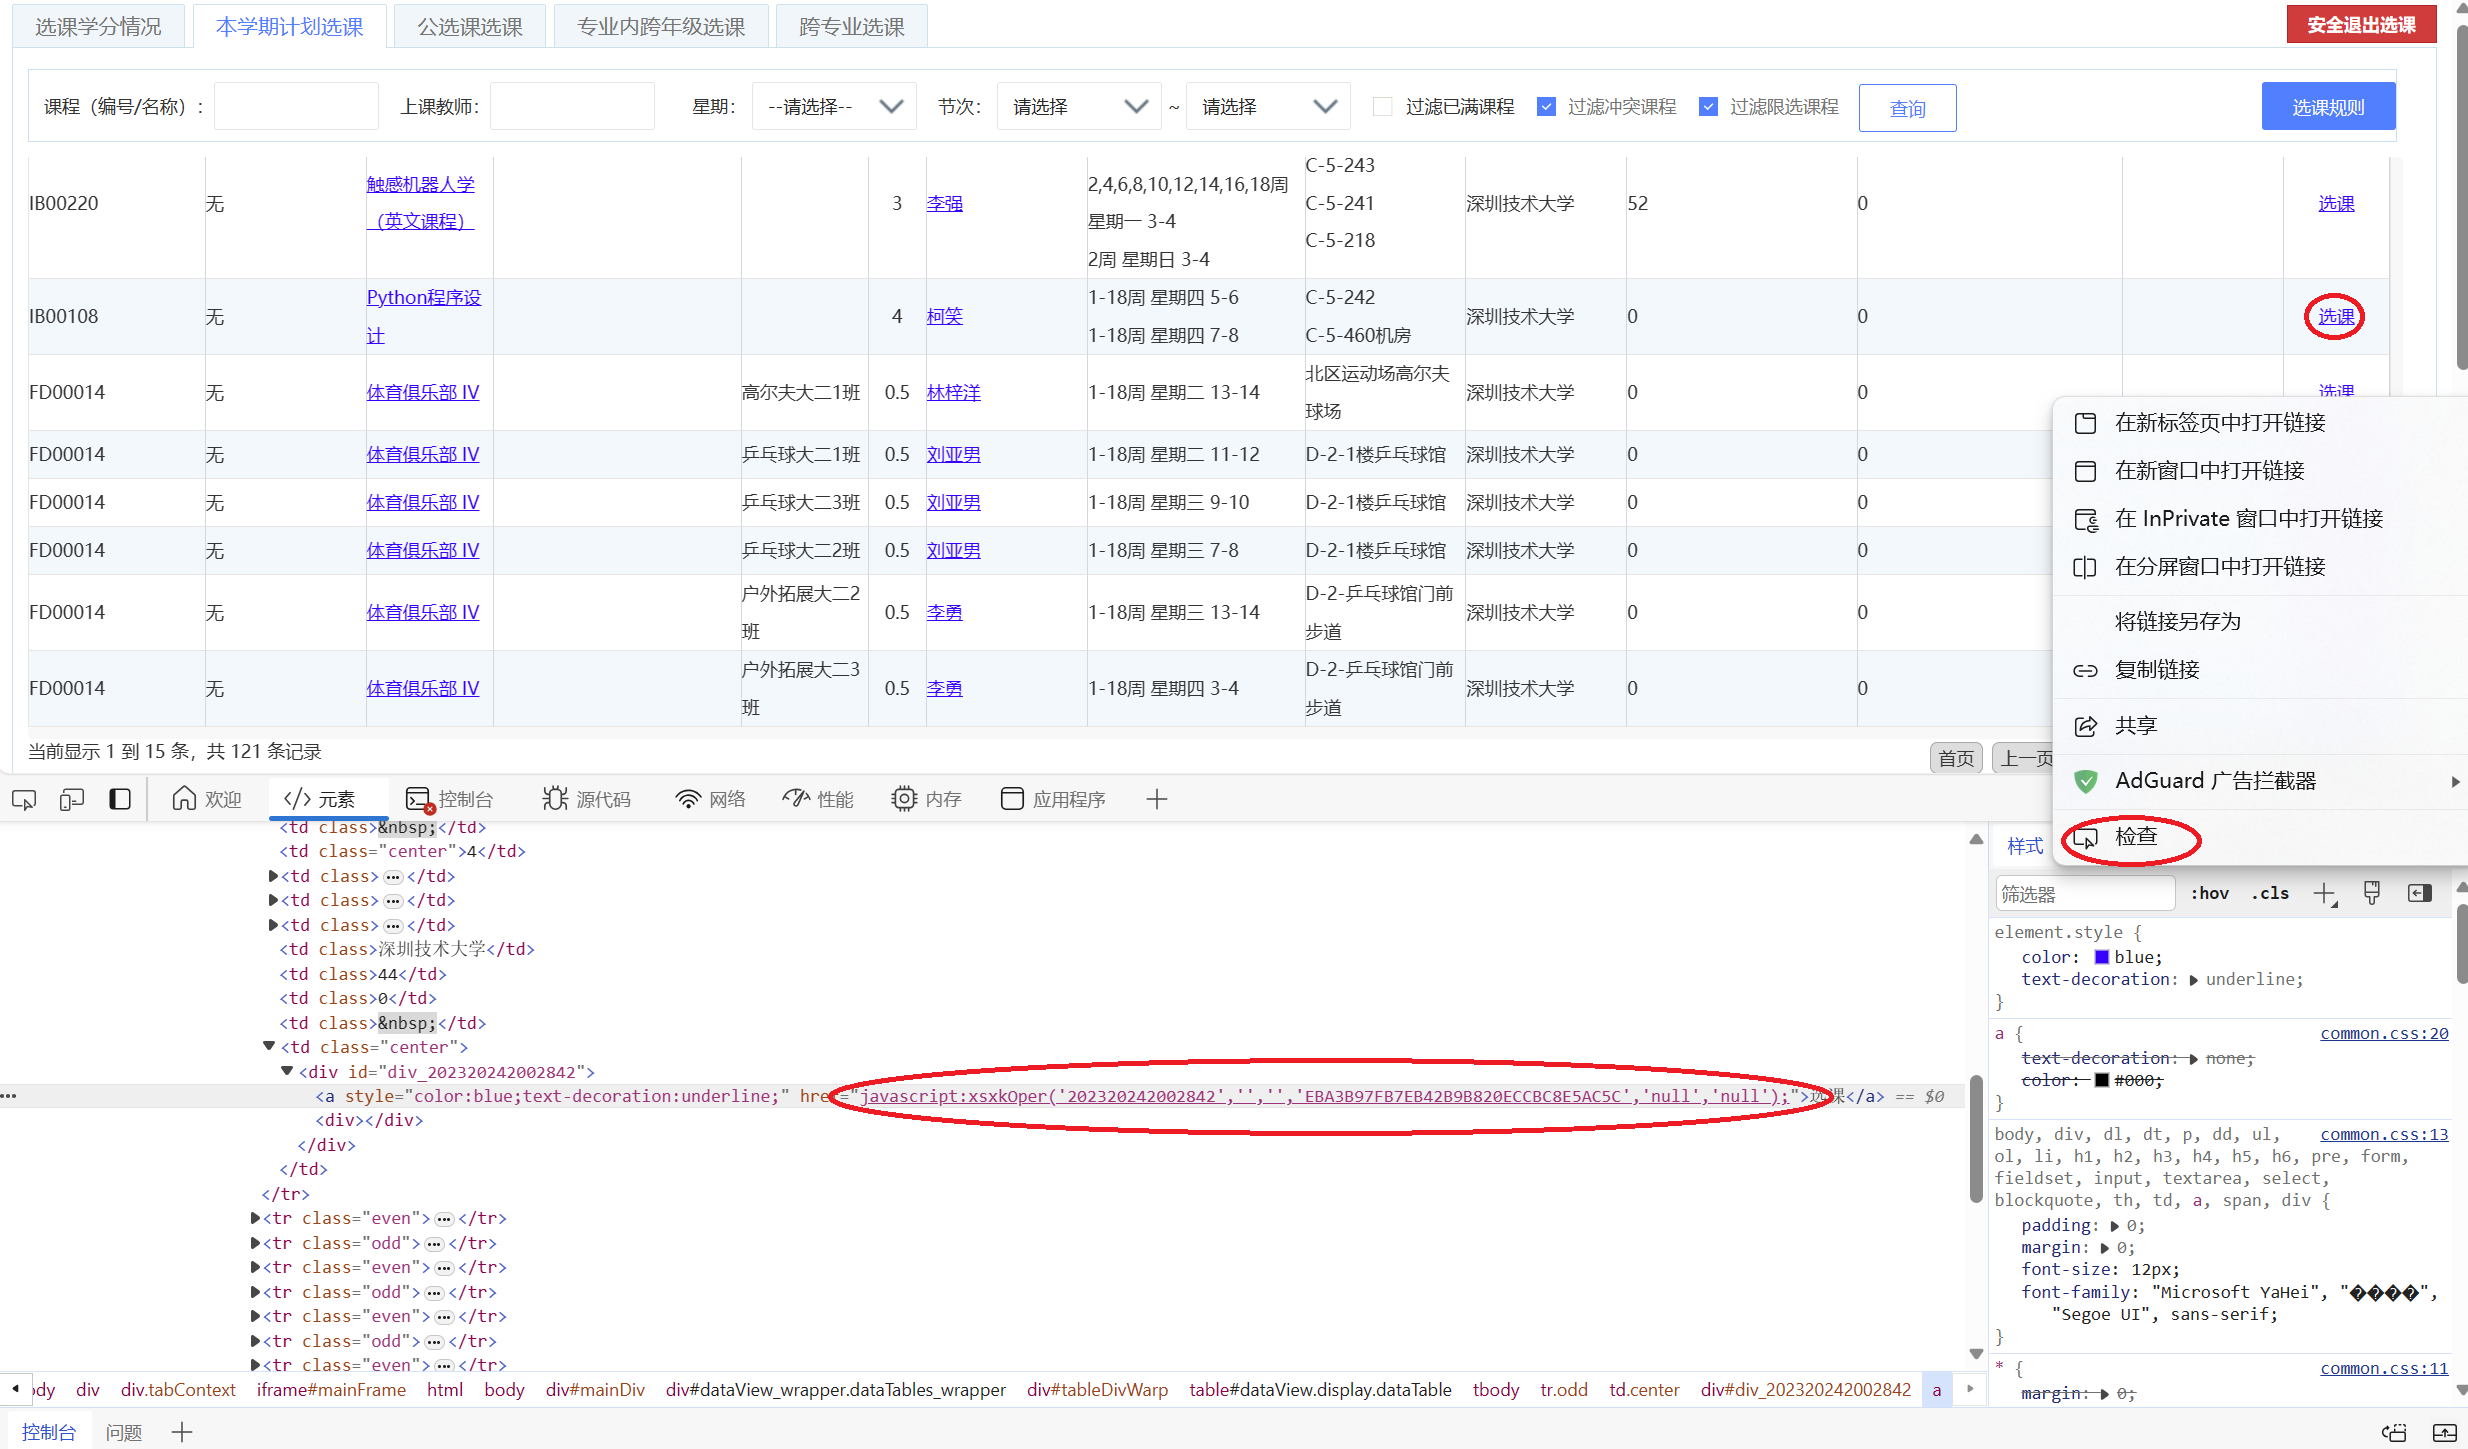 选课学分情况 本学期计划选课 公选课选课 专业内跨年级选课 跨专业选课 安全退出选课
课程（编号/名称）： 上课教师： 星期： --请选择-- 节次： 请选择 ~ 请选择 过滤已满课程 过滤冲突课程 过滤限选课程 查询 选课规则
IB00220 无 触感机器人学（英文课程） 3 李强 2,4,6,8,10,12,14,16,18周 星期一 3-4 2周 星期日 3-4 C-5-243 C-5-241 C-5-218 深圳技术大学 52 0 选课
IB00108 无 Python程序设计 4 柯笑 1-18周 星期四 5-6 1-18周 星期四 7-8 C-5-242 C-5-460机房 深圳技术大学 0 0 选课
FD00014 无 体育俱乐部 IV 高尔夫大二1班 0.5 林梓洋 1-18周 星期二 13-14 北区运动场高尔夫球场 深圳技术大学 0 0 选课
FD00014 无 体育俱乐部 IV 乒乓球大二1班 0.5 刘亚男 1-18周 星期二 11-12 D-2-1楼乒乓球馆 深圳技术大学 0 0
FD00014 无 体育俱乐部 IV 乒乓球大二3班 0.5 刘亚男 1-18周 星期三 9-10 D-2-1楼乒乓球馆 深圳技术大学 0 0
FD00014 无 体育俱乐部 IV 乒乓球大二2班 0.5 刘亚男 1-18周 星期三 7-8 D-2-1楼乒乓球馆 深圳技术大学 0 0
FD00014 无 体育俱乐部 IV 户外拓展大二2班 0.5 李勇 1-18周 星期三 13-14 D-2-乒乓球馆门前步道 深圳技术大学 0 0
FD00014 无 体育俱乐部 IV 户外拓展大二3班 0.5 李勇 1-18周 星期四 3-4 D-2-乒乓球馆门前步道 深圳技术大学 0 0
当前显示 1 到 15 条，共 121 条记录 首页 上一页
在新标签页中打开链接
在新窗口中打开链接
在 InPrivate 窗口中打开链接
在分屏窗口中打开链接
将链接另存为
复制链接
共享
AdGuard 广告拦截器
检查
欢迎 </> 元素 控制台 源代码 网络 性能 内存 应用程序
<td class>&nbsp;</td>
<td class="center">4</td>
<td class>…</td>
<td class>…</td>
<td class>…</td>
<td class>深圳技术大学</td>
<td class>44</td>
<td class>0</td>
<td class>&nbsp;</td>
<td class="center">
<div id="div_202320242002842">
<a style="color:blue;text-decoration:underline;" href="javascript:xsxkOper('202320242002842','','','EBA3B97FB7EB42B9B820ECCBC8E5AC5C','null','null');">选课</a> == $0
<div></div>
</div>
</td>
</tr>
<tr class="even">…</tr>
<tr class="odd">…</tr>
<tr class="even">…</tr>
<tr class="odd">…</tr>
<tr class="even">…</tr>
<tr class="odd">…</tr>
<tr class="even">…</tr>
样式
筛选器 :hov .cls
element.style {
color: blue;
text-decoration: underline;
}
a { common.css:20
text-decoration: none;
color: #000;
}
body, div, dl, dt, p, dd, ul, common.css:13
ol, li, h1, h2, h3, h4, h5, h6, pre, form,
fieldset, input, textarea, select,
blockquote, th, td, a, span, div {
padding: 0;
margin: 0;
font-size: 12px;
font-family: "Microsoft YaHei", "����",
"Segoe UI", sans-serif;
}
* { common.css:11
margin: 0;
ody div div.tabContext iframe#mainFrame html body div#mainDiv div#dataView_wrapper.dataTables_wrapper div#tableDivWarp table#dataView.display.dataTable tbody tr.odd td.center div#div_202320242002842 a
控制台 问题